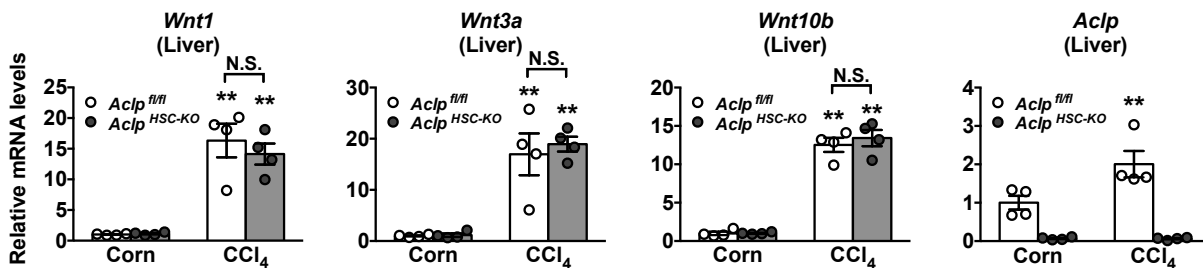 Wnt1
(Liver)
Relative mRNA levels
25
20
15
10
5
0
Aclp fl/fl
Aclp HSC-KO
N.S.
**
**
Corn
CCl4
Wnt3a
(Liver)
30
20
10
0
Aclp fl/fl
Aclp HSC-KO
N.S.
**
**
Corn
CCl4
Wnt10b
(Liver)
20
15
10
5
0
Aclp fl/fl
Aclp HSC-KO
N.S.
**
**
Corn
CCl4
Aclp
(Liver)
4
3
2
1
0
Aclp fl/fl
Aclp HSC-KO
**
Corn
CCl4